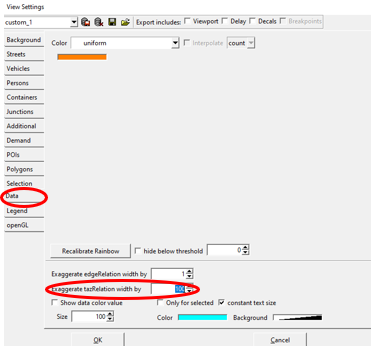 View Settings
custom_1 Export includes: Viewport Delay Decals Breakpoints
Background
Streets
Vehicles
Persons
Containers
Junctions
Additional
Demand
POIs
Polygons
Selection
Data
Legend
openGL
Color uniform Interpolate count
Recalibrate Rainbow hide below threshold 0
Exaggerate edgeRelation width by 1
Exaggerate tazRelation width by
Show data color value Only for selected constant text size
Size 100 Color Background
OK Cancel